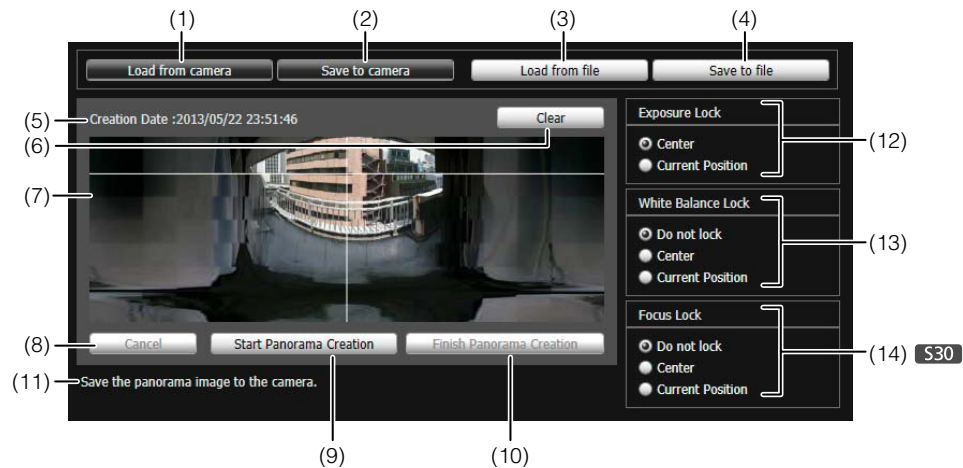 (1) (2) (3) (4)
Load from camera Save to camera Load from file Save to file
(5) Creation Date :2013/05/22 23:51:46 Clear
(6)
(7)
(8) Cancel Start Panorama Creation Finish Panorama Creation
(11) Save the panorama image to the camera.
(9) (10)
Exposure Lock
Center
Current Position
(12)
White Balance Lock
Do not lock
Center
Current Position
(13)
Focus Lock
Do not lock
Center
Current Position
(14) S30